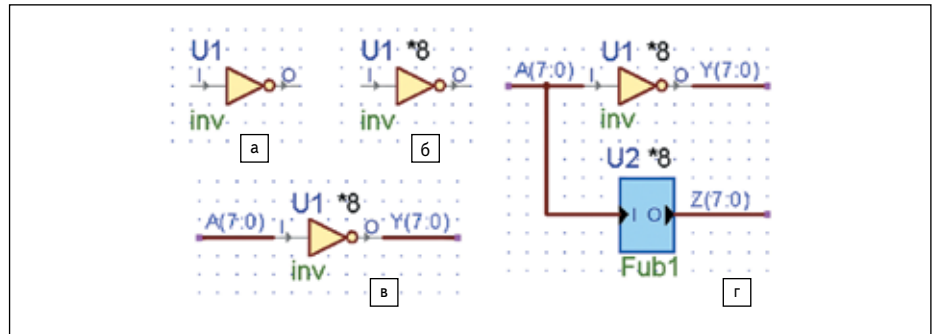 U1
I O
inv
а
U1 *8
I O
inv
б
U1 *8
A(7:0) I O Y(7:0)
inv
в
U1 *8
A(7:0) I O Y(7:0)
inv
U2 *8
I O Z(7:0)
Fub1
г